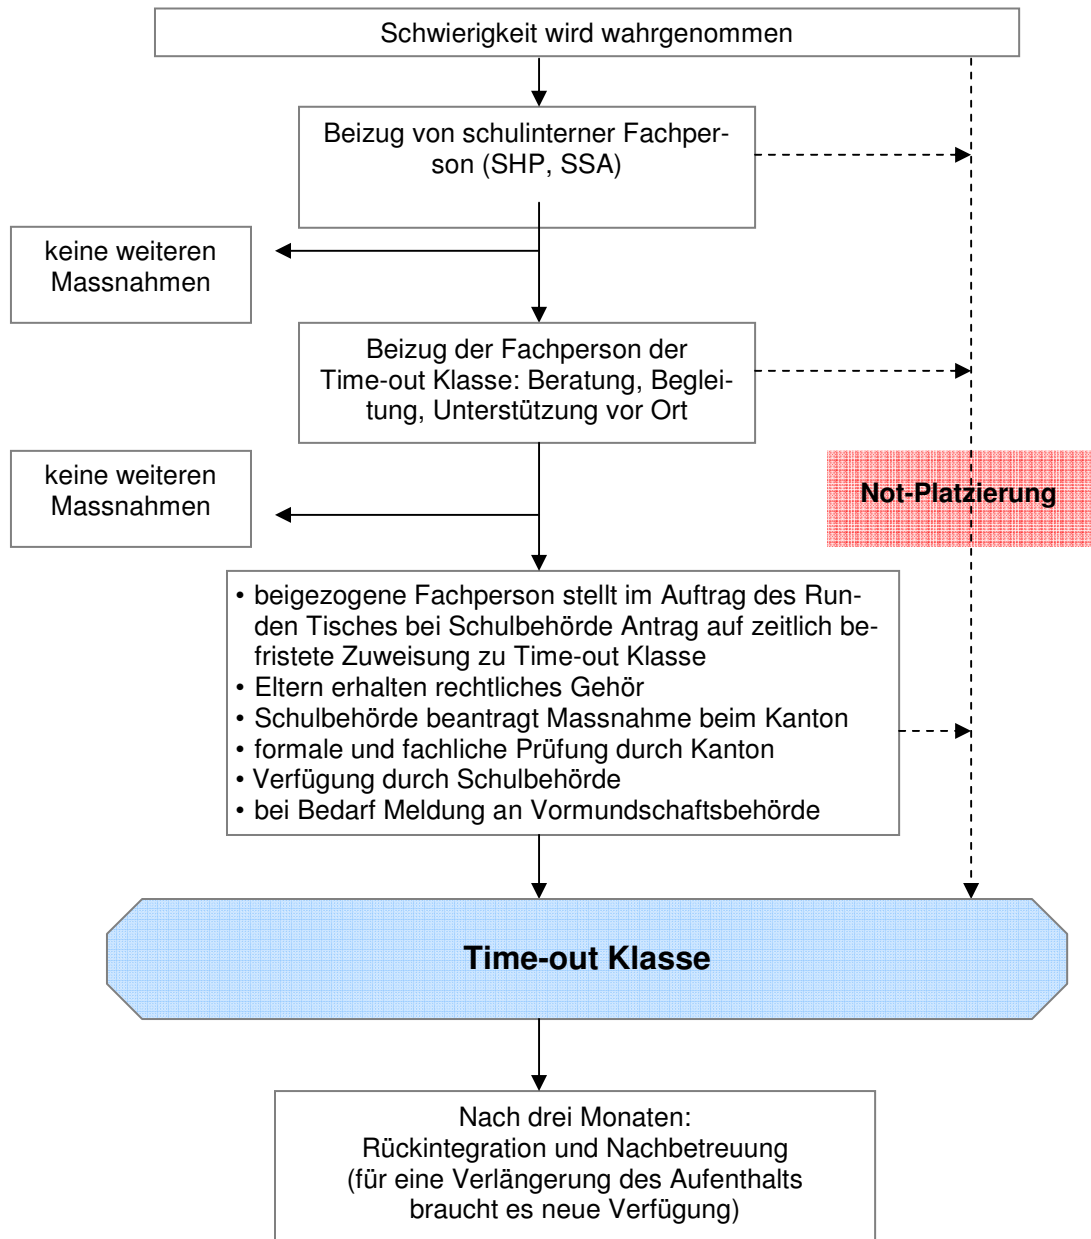 Schwierigkeit wird wahrgenommen
Beizug von schulinterner Fachper-
son (SHP, SSA)
keine weiteren
Massnahmen
Beizug der Fachperson der
Time-out Klasse: Beratung, Beglei-
tung, Unterstützung vor Ort
keine weiteren
Massnahmen
Not-Platzierung
• beigezogene Fachperson stellt im Auftrag des Run-
den Tisches bei Schulbehörde Antrag auf zeitlich be-
fristete Zuweisung zu Time-out Klasse
• Eltern erhalten rechtliches Gehör
• Schulbehörde beantragt Massnahme beim Kanton
• formale und fachliche Prüfung durch Kanton
• Verfügung durch Schulbehörde
• bei Bedarf Meldung an Vormundschaftsbehörde
Time-out Klasse
Nach drei Monaten:
Rückintegration und Nachbetreuung
(für eine Verlängerung des Aufenthalts
braucht es neue Verfügung)